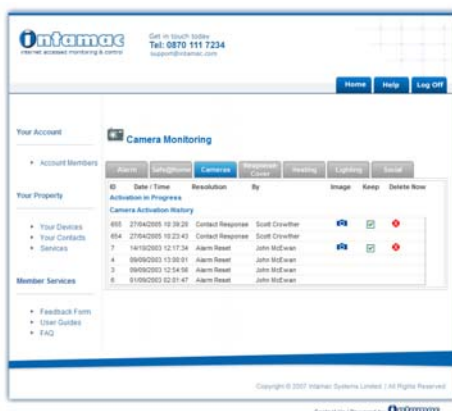 intamac
internet accessed monitoring & control
Get in touch today
Tel: 0870 111 7234
support@intamac.com
Home Help Log Off
Your Account
Account Members
Your Property
Your Devices
Your Contacts
Services
Member Services
Feedback Form
User Guides
FAQ
Camera Monitoring
Alarm Safe@home Cameras Response Cover Heating Lighting Social
ID Date / Time Resolution By Image Keep Delete Now
Activation in Progress
Camera Activation History
655 27/04/2005 10:39:20 Contact Response Scott Crowther
654 27/04/2005 10:23:43 Contact Response Scott Crowther
7 14/10/2003 12:17:34 Alarm Reset John McEwan
4 09/09/2003 13:00:01 Alarm Reset John McEwan
3 09/09/2003 12:54:56 Alarm Reset John McEwan
6 01/09/2003 02:01:47 Alarm Reset John McEwan
Copyright © 2007 Intamac Systems Limited. | All Rights Reserved
intamac